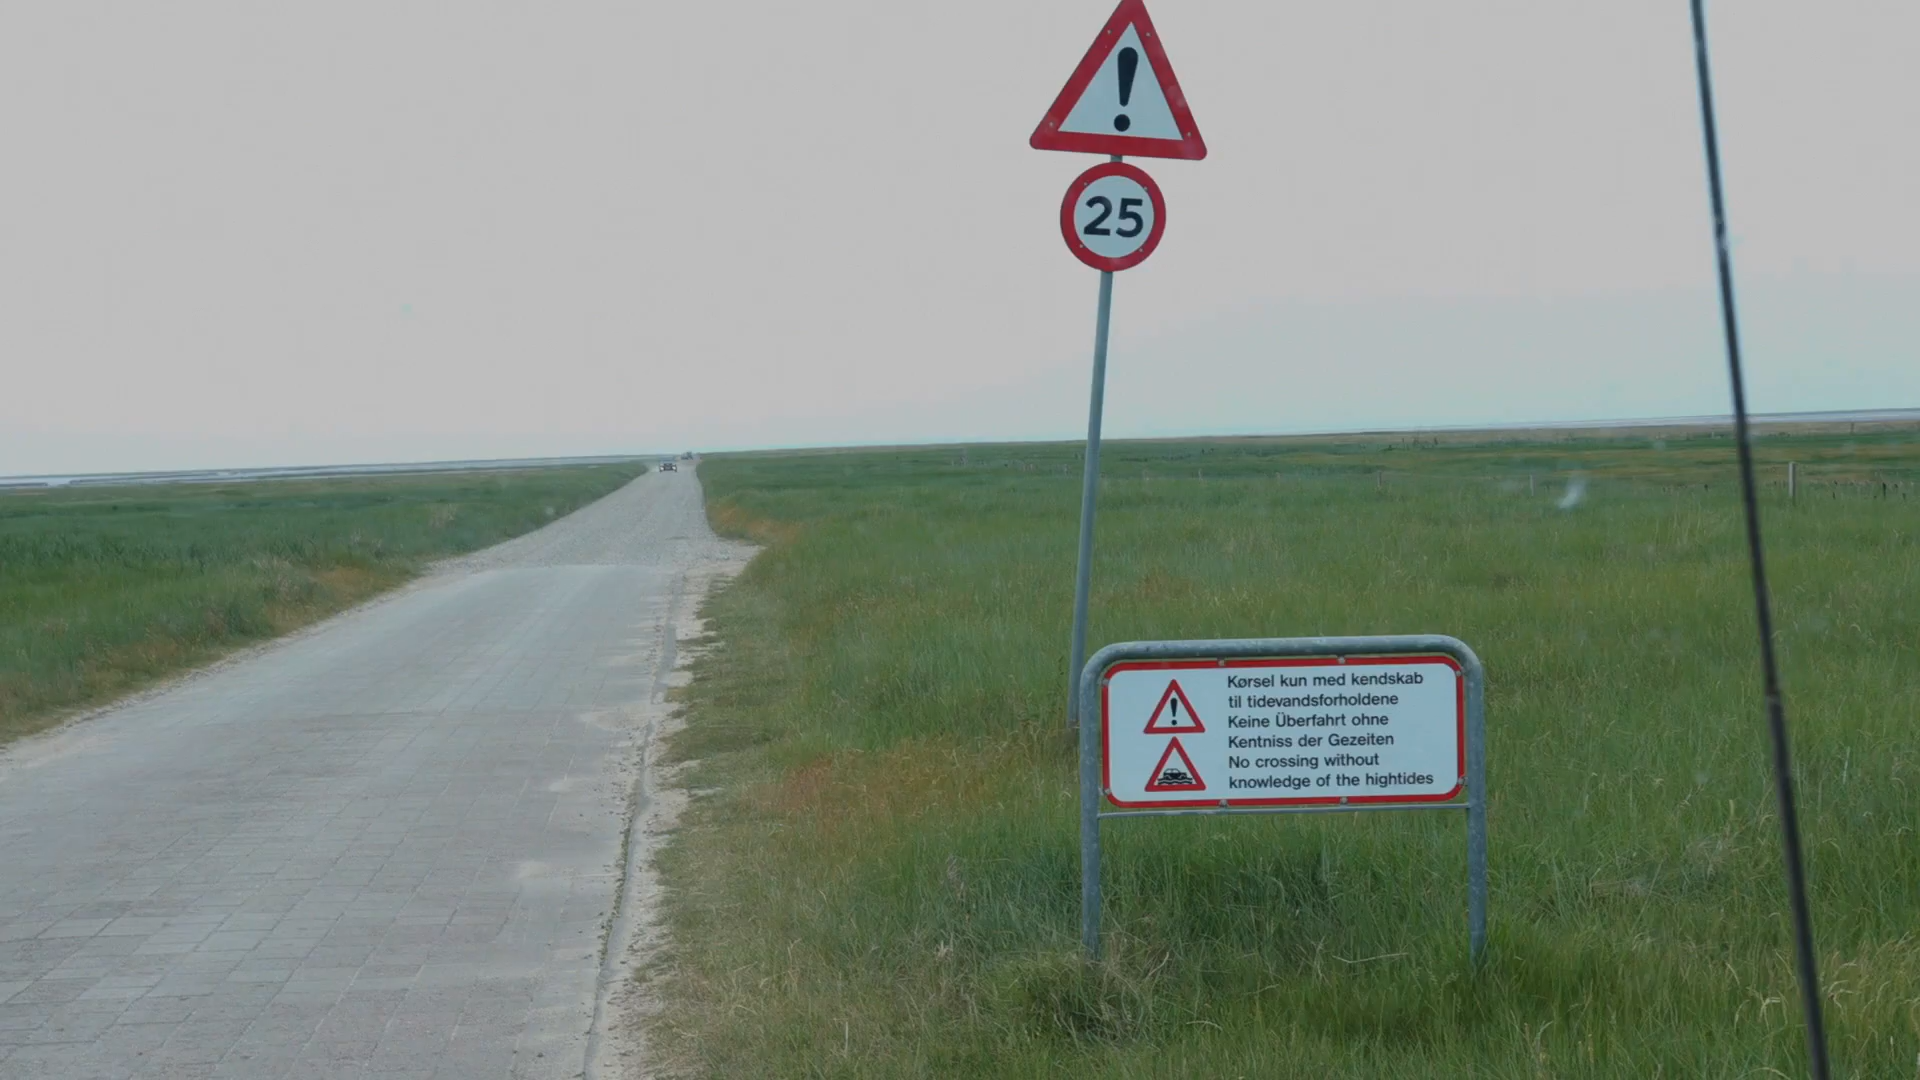 !
25
Kørsel kun med kendskab
til tidevandsforholdene
Keine Überfahrt ohne
Kentniss der Gezeiten
No crossing without
knowledge of the hightides